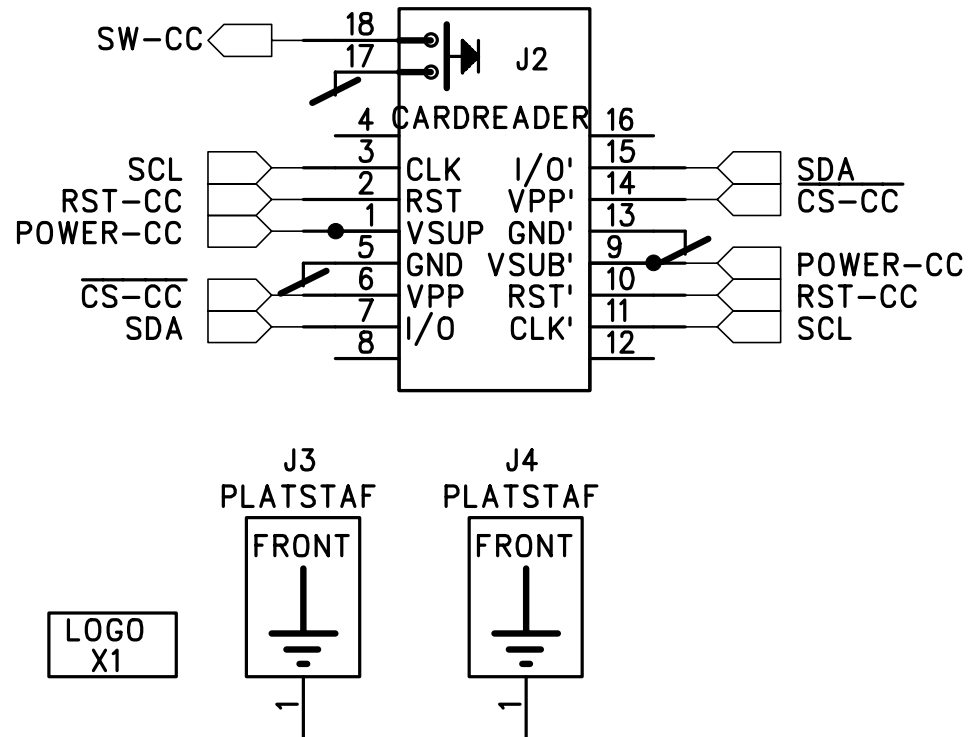 SW-CC 18
17 J2
CARDREADER
4 16
SCL 3 CLK I/O' 15 SDA
RST-CC 2 RST VPP' 14 CS-CC
POWER-CC 1 VSUP GND' 13
5 GND VSUB' 9 POWER-CC
CS-CC 6 VPP RST' 10 RST-CC
SDA 7 I/O CLK' 11 SCL
8 12
J3 J4
PLATSTAF PLATSTAF
FRONT FRONT
LOGO
X1
1 1